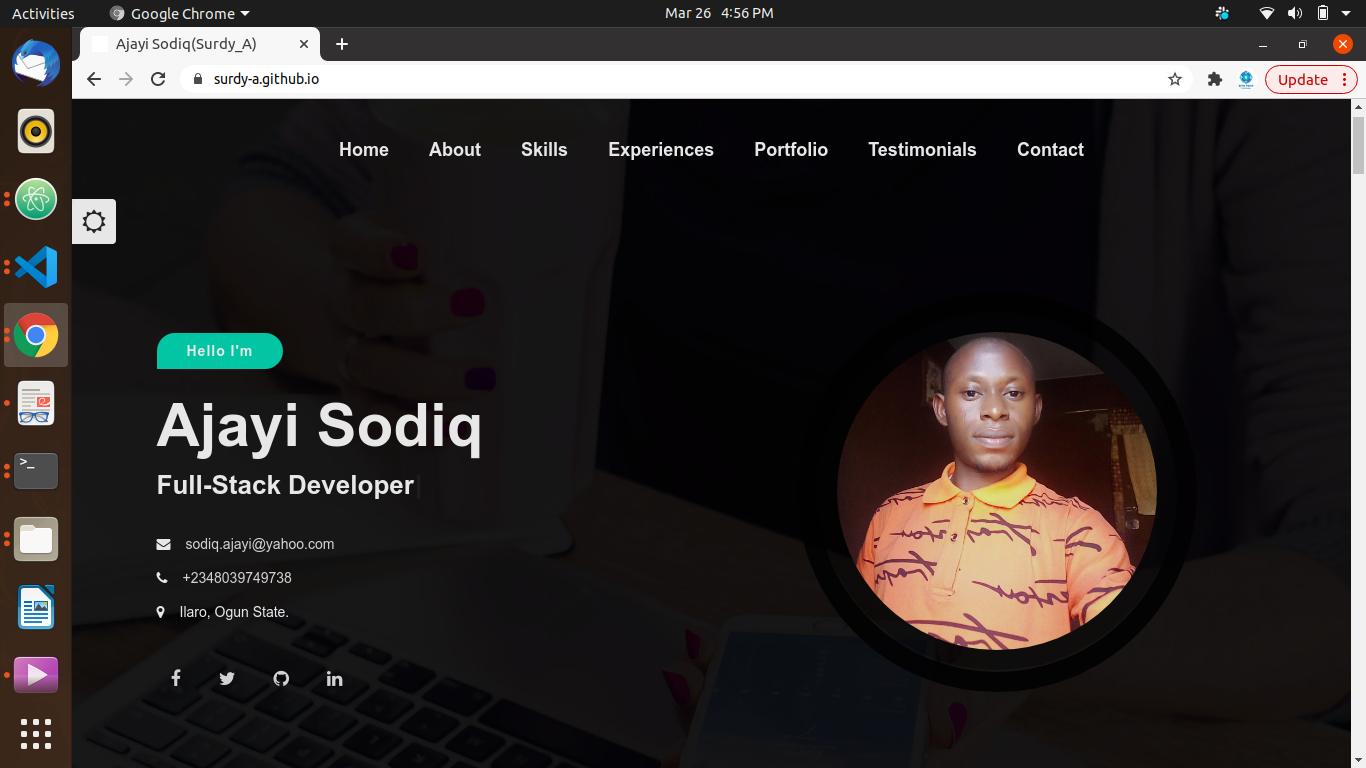 Activities Google Chrome Mar 26 4:56 PM
Ajayi Sodiq(Surdy_A)
surdy-a.github.io Update
Home About Skills Experiences Portfolio Testimonials Contact
Hello I'm
Ajayi Sodiq
Full-Stack Developer
sodiq.ajayi@yahoo.com
+2348039749738
Ilaro, Ogun State.